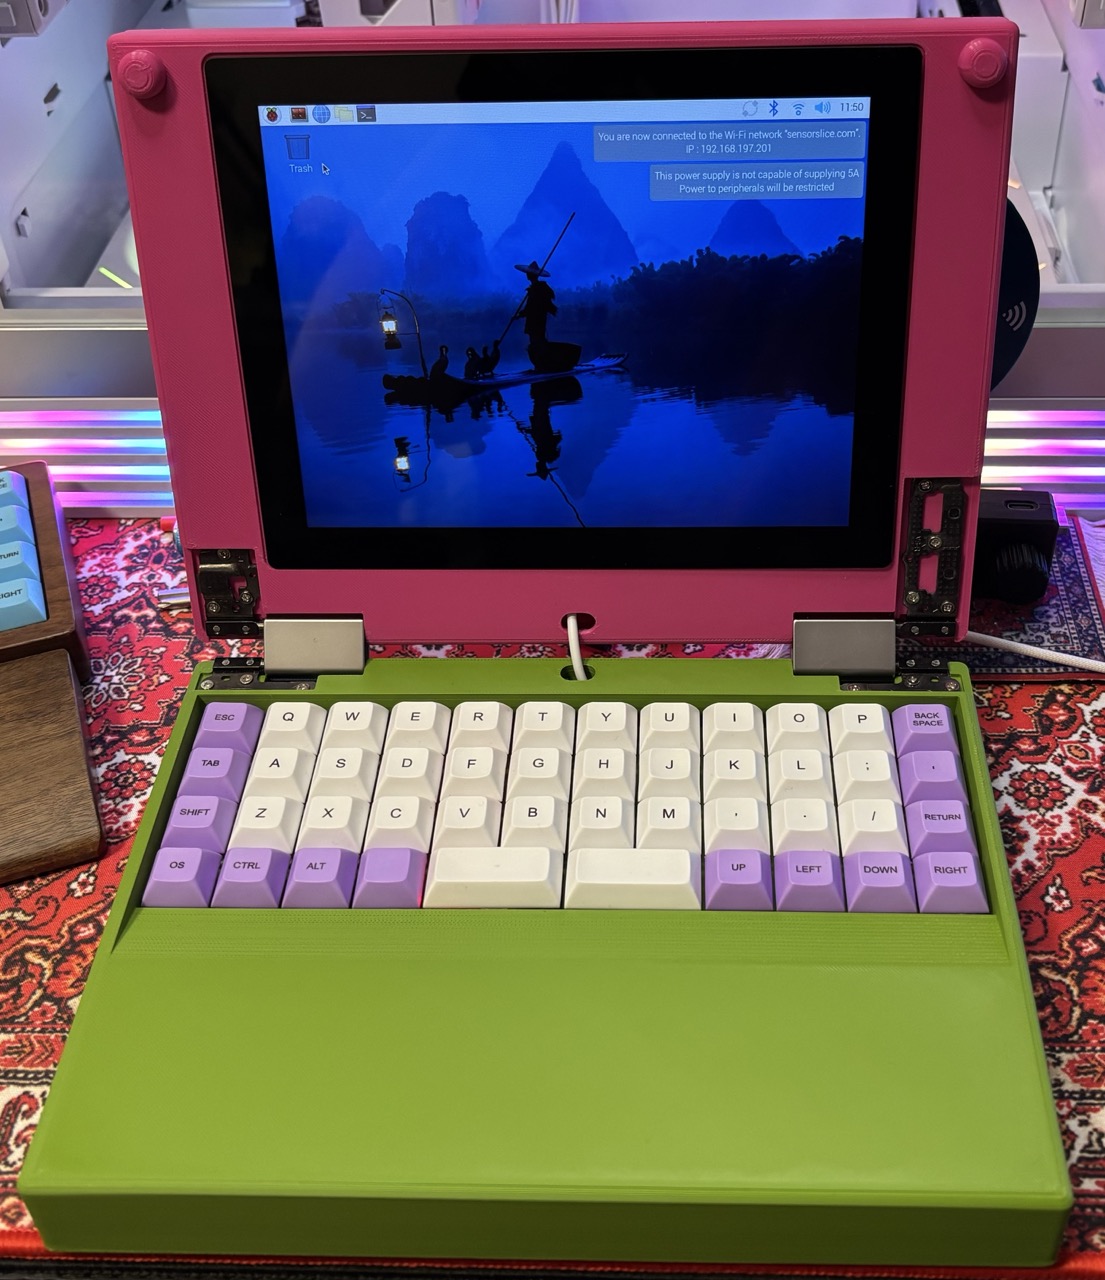 11:50
You are now connected to the Wi-Fi network "sensorslice.com".
IP : 192.168.197.201
This power supply is not capable of supplying 5A
Power to peripherals will be restricted
Trash
TURN
IGHT
ESC Q W E R T Y U I O P BACK SPACE
TAB A S D F G H J K L ; '
SHIFT Z X C V B N M , . / RETURN
OS CTRL ALT UP LEFT DOWN RIGHT